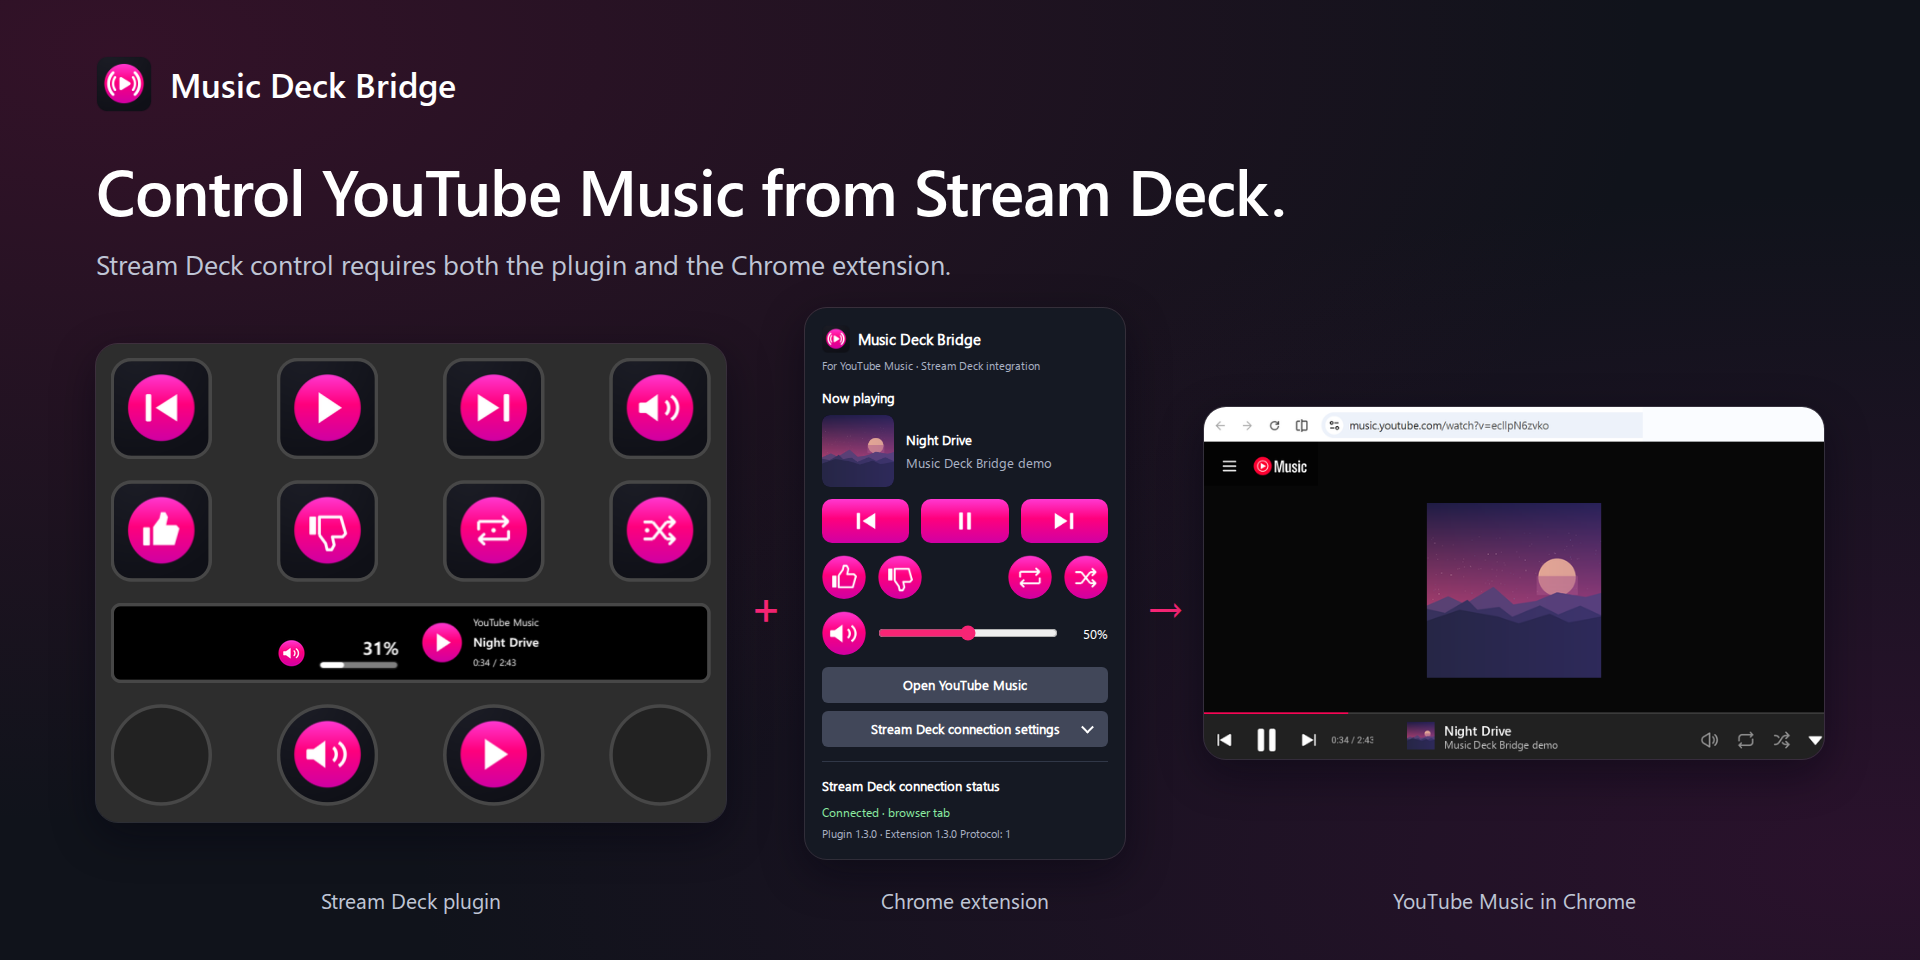 Music Deck Bridge
Control YouTube Music from Stream Deck.
Stream Deck control requires both the plugin and the Chrome extension.
31%
YouTube Music
Night Drive
0:34 / 2:43
Stream Deck plugin
+
Music Deck Bridge
For YouTube Music · Stream Deck integration
Now playing
Night Drive
Music Deck Bridge demo
50%
Open YouTube Music
Stream Deck connection settings
Stream Deck connection status
Connected · browser tab
Plugin 1.3.0 · Extension 1.3.0 Protocol: 1
Chrome extension
→
music.youtube.com/watch?v=ecllpN6zvko
Music
0:34 / 2:43
Night Drive
Music Deck Bridge demo
YouTube Music in Chrome